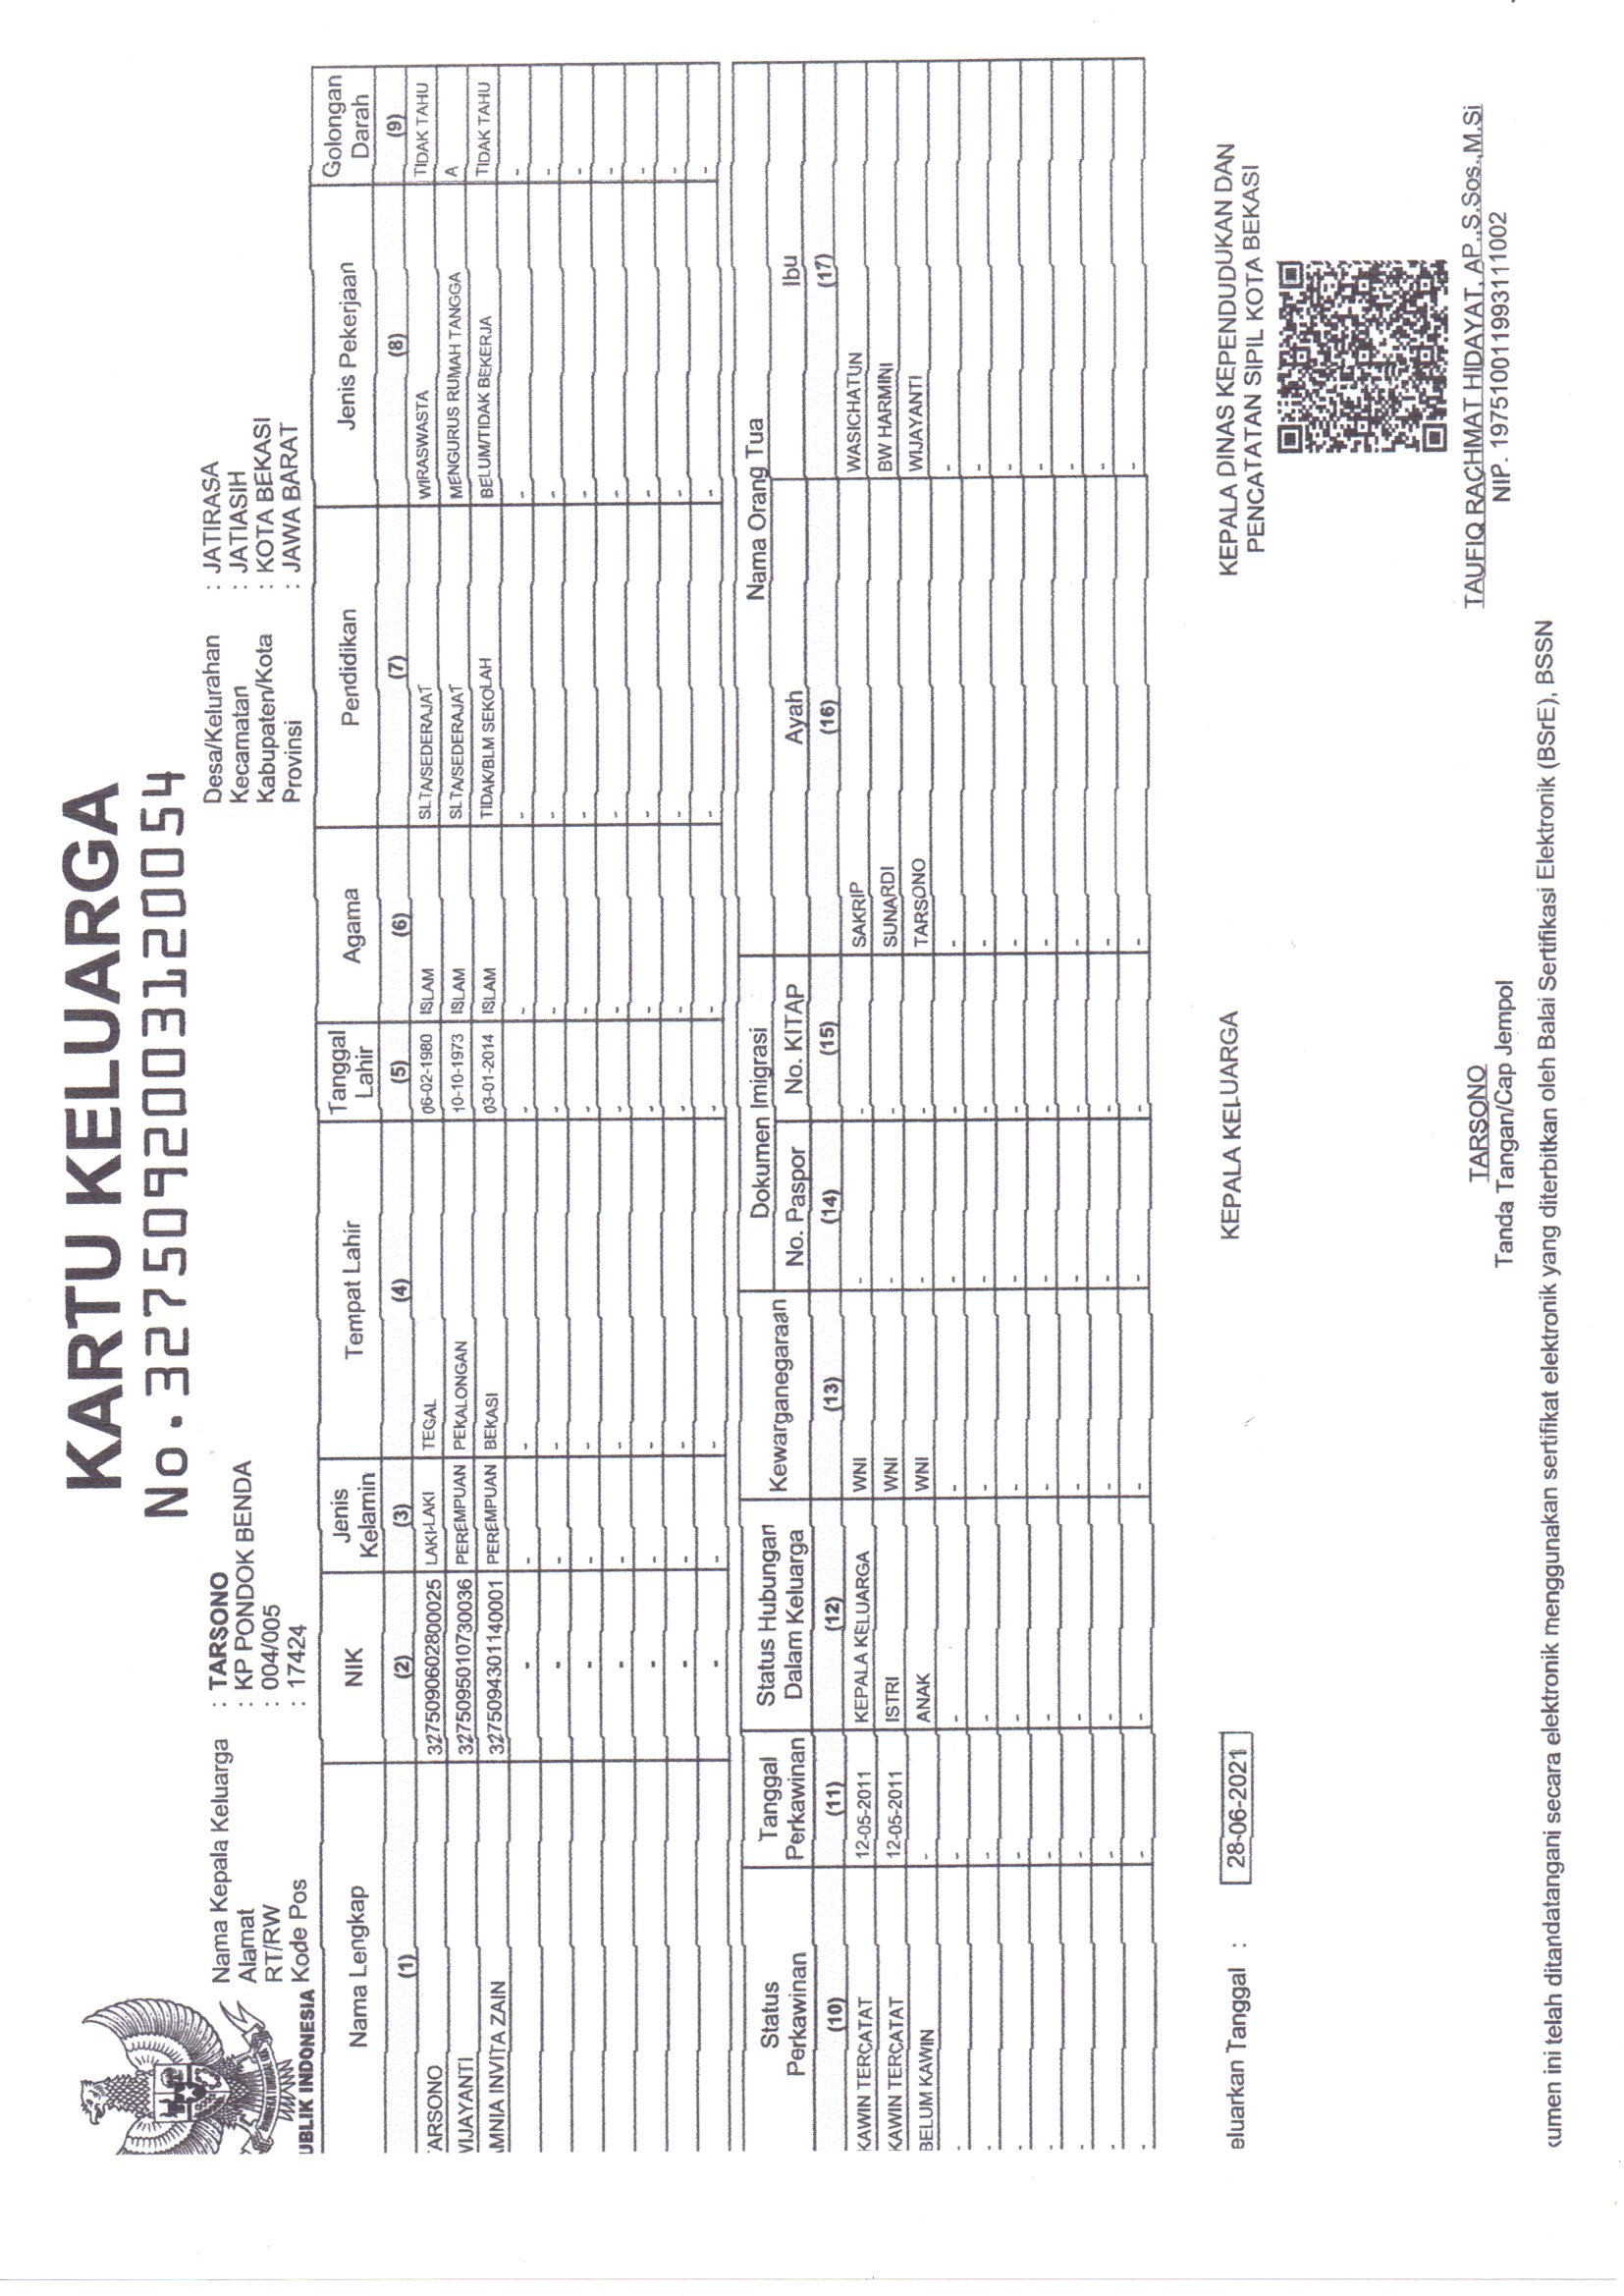 KARTU KELUARGA
No. 3275092003120054
UBLIK INDONESIA
Nama Kepala Keluarga : TARSONO
Alamat : KP PONDOK BENDA
RT/RW : 004/005
Kode Pos : 17424
Desa/Kelurahan : JATIRASA
Kecamatan : JATIASIH
Kabupaten/Kota : KOTA BEKASI
Provinsi : JAWA BARAT
Nama Lengkap NIK Jenis Kelamin Tempat Lahir Tanggal Lahir Agama Pendidikan Jenis Pekerjaan Golongan Darah
(1) (2) (3) (4) (5) (6) (7) (8) (9)
ARSONO 3275090602800025 LAKI-LAKI TEGAL 06-02-1980 ISLAM SLTA/SEDERAJAT WIRASWASTA TIDAK TAHU
VIJAYANTI 3275095010730036 PEREMPUAN PEKALONGAN 10-10-1973 ISLAM SLTA/SEDERAJAT MENGURUS RUMAH TANGGA A
MNIA INVITA ZAIN 3275094301140001 PEREMPUAN BEKASI 03-01-2014 ISLAM TIDAK/BLM SEKOLAH BELUM/TIDAK BEKERJA TIDAK TAHU
- - - - - - - -
- - - - - - - -
- - - - - - - -
- - - - - - - -
- - - - - - - -
- - - - - - - -
- - - - - - - -
Status Perkawinan Tanggal Perkawinan Status Hubungan Dalam Keluarga Kewarganegaraan Dokumen Imigrasi Nama Orang Tua
No. Paspor No. KITAP Ayah Ibu
(10) (11) (12) (13) (14) (15) (16) (17)
KAWIN TERCATAT 12-05-2011 KEPALA KELUARGA WNI - - SAKRIP WASICHATUN
KAWIN TERCATAT 12-05-2011 ISTRI WNI - - SUNARDI BW HARMINI
BELUM KAWIN - ANAK WNI - - TARSONO WIJAYANTI
- - - - - - - -
- - - - - - - -
- - - - - - - -
- - - - - - - -
- - - - - - - -
- - - - - - - -
- - - - - - - -
eluarkan Tanggal : 28-06-2021
KEPALA KELUARGA
TARSONO
Tanda Tangan/Cap Jempol
KEPALA DINAS KEPENDUDUKAN DAN
PENCATATAN SIPIL KOTA BEKASI
TAUFIQ RACHMAT HIDAYAT, AP.,S.Sos.,M.Si
NIP. 197510011993111002
kumen ini telah ditandatangani secara elektronik menggunakan sertifikat elektronik yang diterbitkan oleh Balai Sertifikasi Elektronik (BSrE), BSSN